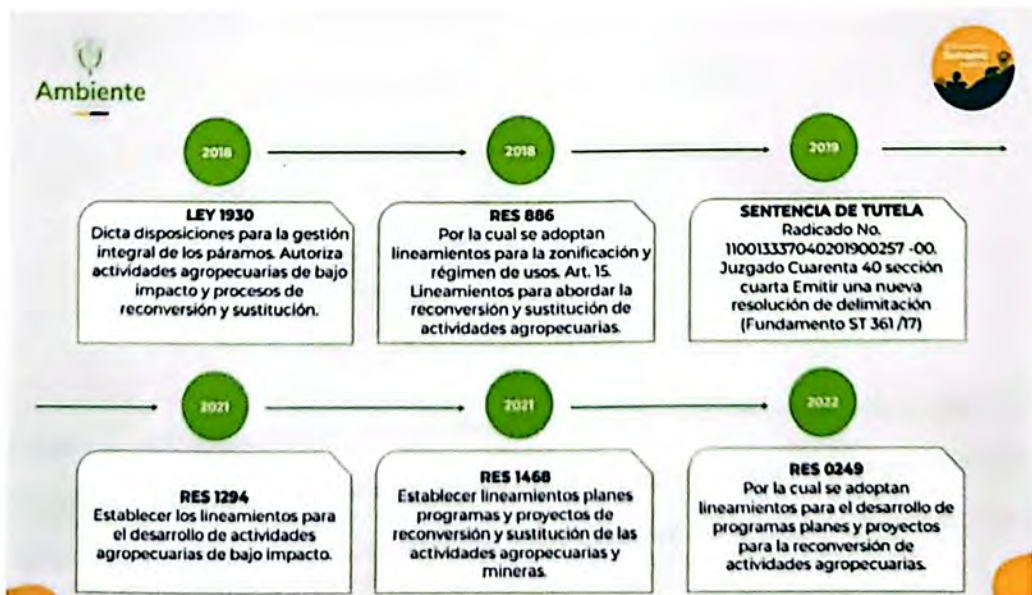 Ambiente
2018
2018
2019
LEY 1930
Dicta disposiciones para la gestión
integral de los páramos. Autoriza
actividades agropecuarias de bajo
impacto y procesos de
reconversión y sustitución.
RES 886
Por la cual se adoptan
lineamientos para la zonificación y
régimen de usos. Art. 15.
Lineamientos para abordar la
reconversión y sustitución de
actividades agropecuarias.
SENTENCIA DE TUTELA
Radicado No.
110013337040201900257 -00.
Juzgado Cuarenta 40 sección
cuarta Emitir una nueva
resolución de delimitación
(Fundamento ST 361 /17)
2021
2021
2022
RES 1294
Establecer los lineamientos para
el desarrollo de actividades
agropecuarias de bajo impacto.
RES 1468
Establecer lineamientos planes
programas y proyectos de
reconversión y sustitución de las
actividades agropecuarias y
mineras.
RES 0249
Por la cual se adoptan
lineamientos para el desarrollo de
programas planes y proyectos
para la reconversión de
actividades agropecuarias.